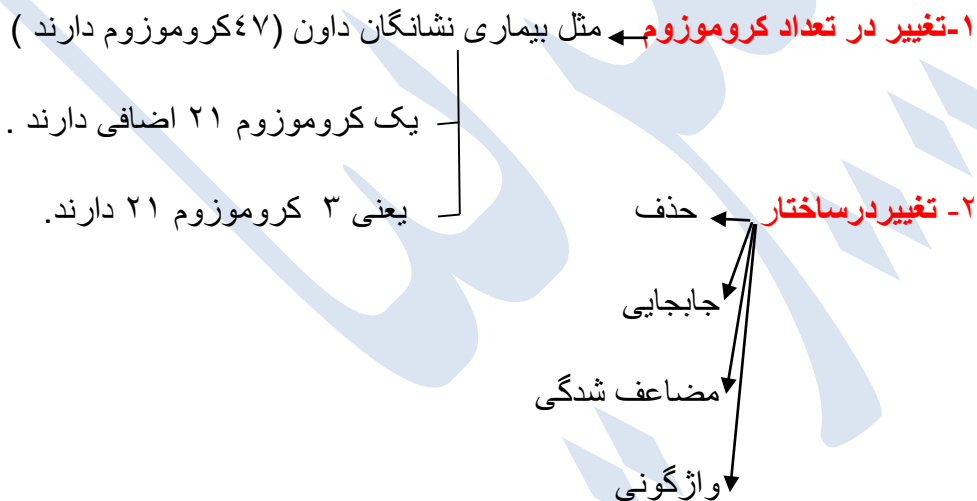 ۱-تغییر در تعداد کروموزوم مثل بیماری نشانگان داون (۴۷کروموزوم دارند )
یک کروموزوم ۲۱ اضافی دارند .
یعنی ۳ کروموزوم ۲۱ دارند.
۲- تغییردرساختار حذف
جابجایی
مضاعف شدگی
واژگونی